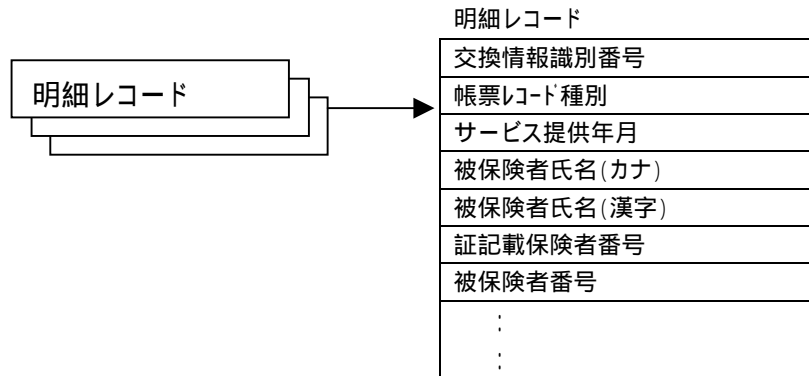 明細レコード
明細レコード
交換情報識別番号
帳票ﾚｺｰﾄﾞ種別
サービス提供年月
被保険者氏名(カナ)
被保険者氏名(漢字)
証記載保険者番号
被保険者番号
:
: